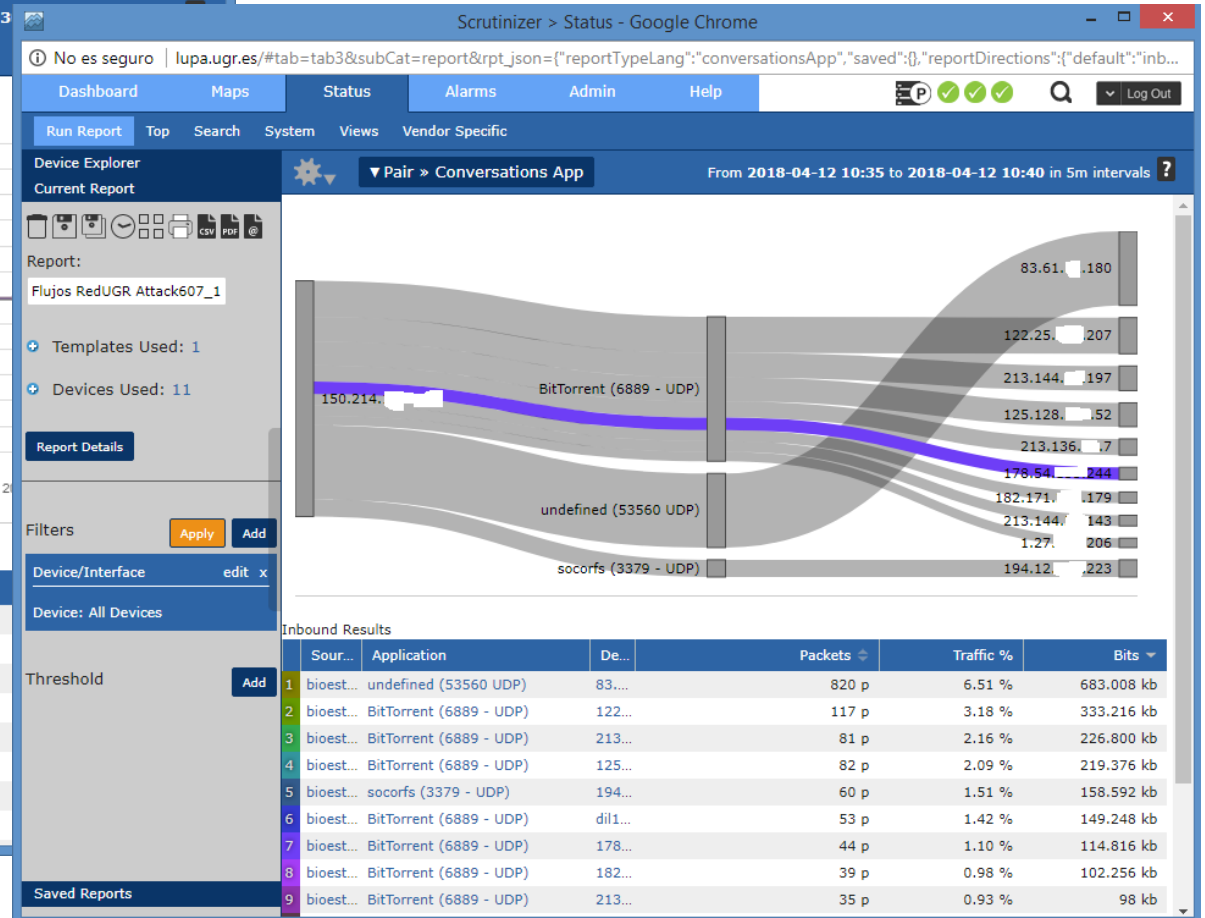 3
Scrutinizer > Status - Google Chrome
No es seguro | lupa.ugr.es/#tab=tab3&subCat=report&rpt_json={"reportTypeLang":"conversationsApp","saved":{},"reportDirections":{"default":"inb...
Dashboard Maps Status Alarms Admin Help P Log Out
Run Report Top Search System Views Vendor Specific
Device Explorer
Current Report
▼Pair » Conversations App
From 2018-04-12 10:35 to 2018-04-12 10:40 in 5m intervals ?
CSV PDF @
Report:
Flujos RedUGR Attack607_1
Templates Used: 1
Devices Used: 11
Report Details
Filters Apply Add
Device/Interface edit x
Device: All Devices
Threshold Add
Saved Reports
150.214.
BitTorrent (6889 - UDP)
undefined (53560 UDP)
socorfs (3379 - UDP)
83.61. .180
122.25. .207
213.144. .197
125.128. .52
213.136. .7
178.54. 244
182.171. .179
213.144. 143
1.27. 206
194.12 .223
Inbound Results
Sour... Application De... Packets Traffic % Bits
1 bioest... undefined (53560 UDP) 83.... 820 p 6.51 % 683.008 kb
2 bioest... BitTorrent (6889 - UDP) 122... 117 p 3.18 % 333.216 kb
3 bioest... BitTorrent (6889 - UDP) 213... 81 p 2.16 % 226.800 kb
4 bioest... BitTorrent (6889 - UDP) 125... 82 p 2.09 % 219.376 kb
5 bioest... socorfs (3379 - UDP) 194... 60 p 1.51 % 158.592 kb
6 bioest... BitTorrent (6889 - UDP) dil1... 53 p 1.42 % 149.248 kb
7 bioest... BitTorrent (6889 - UDP) 178... 44 p 1.10 % 114.816 kb
8 bioest... BitTorrent (6889 - UDP) 182... 39 p 0.98 % 102.256 kb
9 bioest... BitTorrent (6889 - UDP) 213... 35 p 0.93 % 98 kb